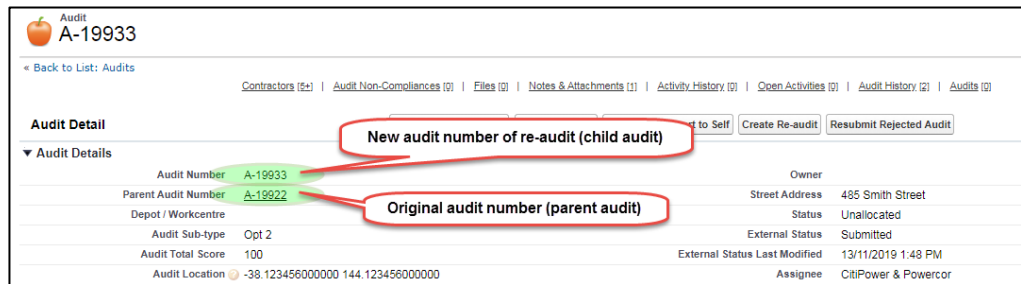 Audit
A-19933
« Back to List: Audits
Contractors [5+] | Audit Non-Compliances [0] | Files [0] | Notes & Attachments [1] | Activity History [0] | Open Activities [0] | Audit History [2] | Audits [0]
Audit Detail to Self Create Re-audit Resubmit Rejected Audit
New audit number of re-audit (child audit)
▼ Audit Details
Audit Number A-19933 Owner
Parent Audit Number A-19922 Street Address 485 Smith Street
Original audit number (parent audit)
Depot / Workcentre Status Unallocated
Audit Sub-type Opt 2 External Status Submitted
Audit Total Score 100 External Status Last Modified 13/11/2019 1:48 PM
Audit Location -38.123456000000 144.123456000000 Assignee CitiPower & Powercor